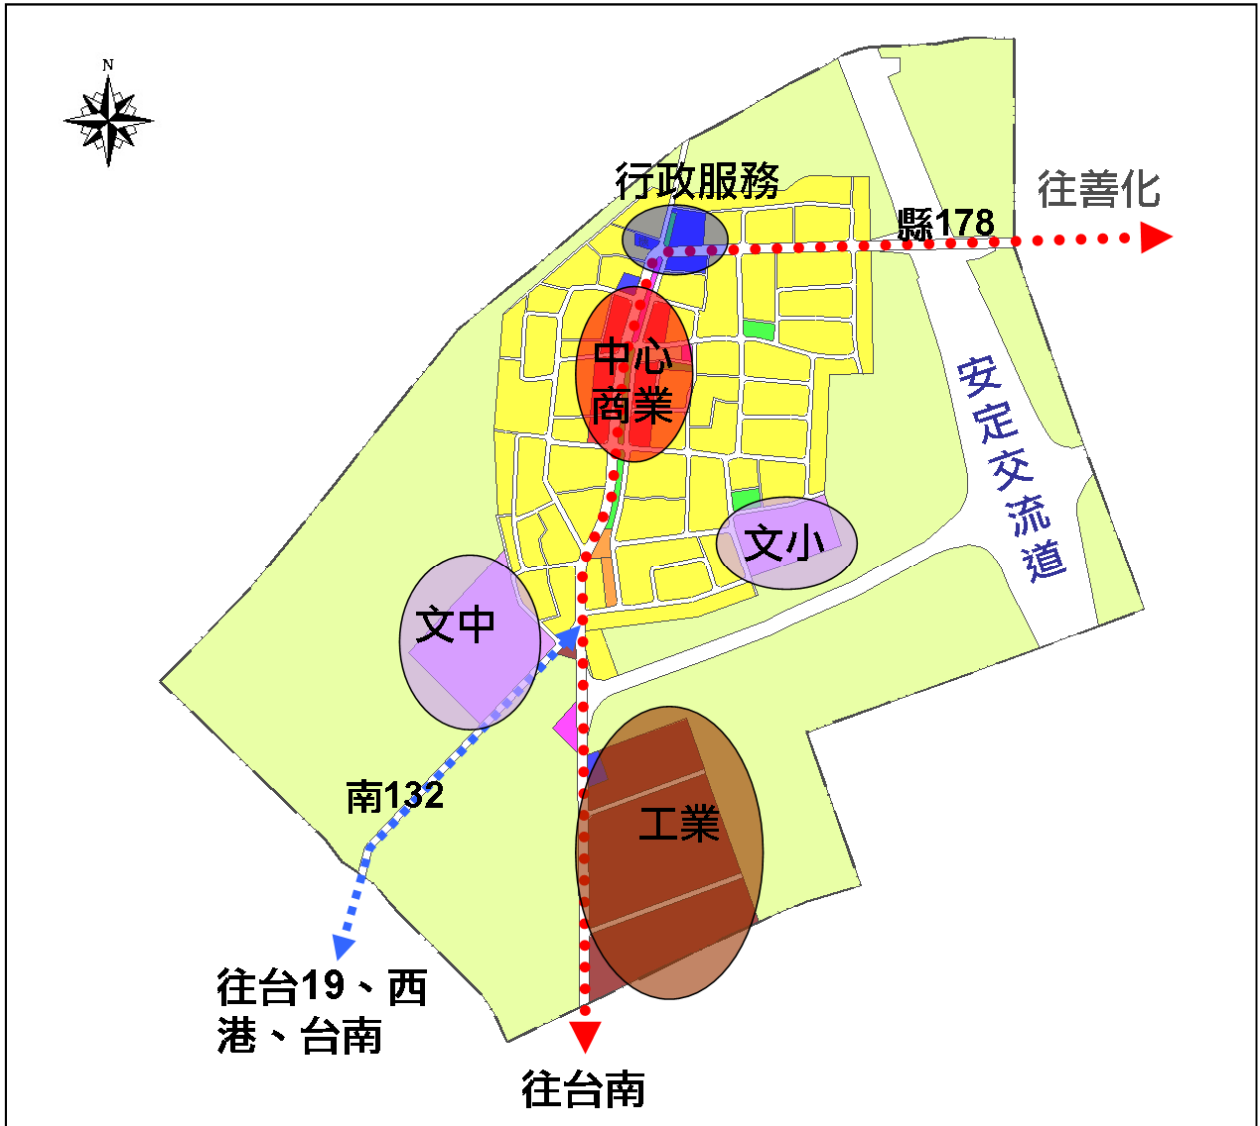 N
行政服務
往善化
縣178
中心
商業
安定交流道
文小
文中
南132
工業
往台19、西
港、台南
往台南